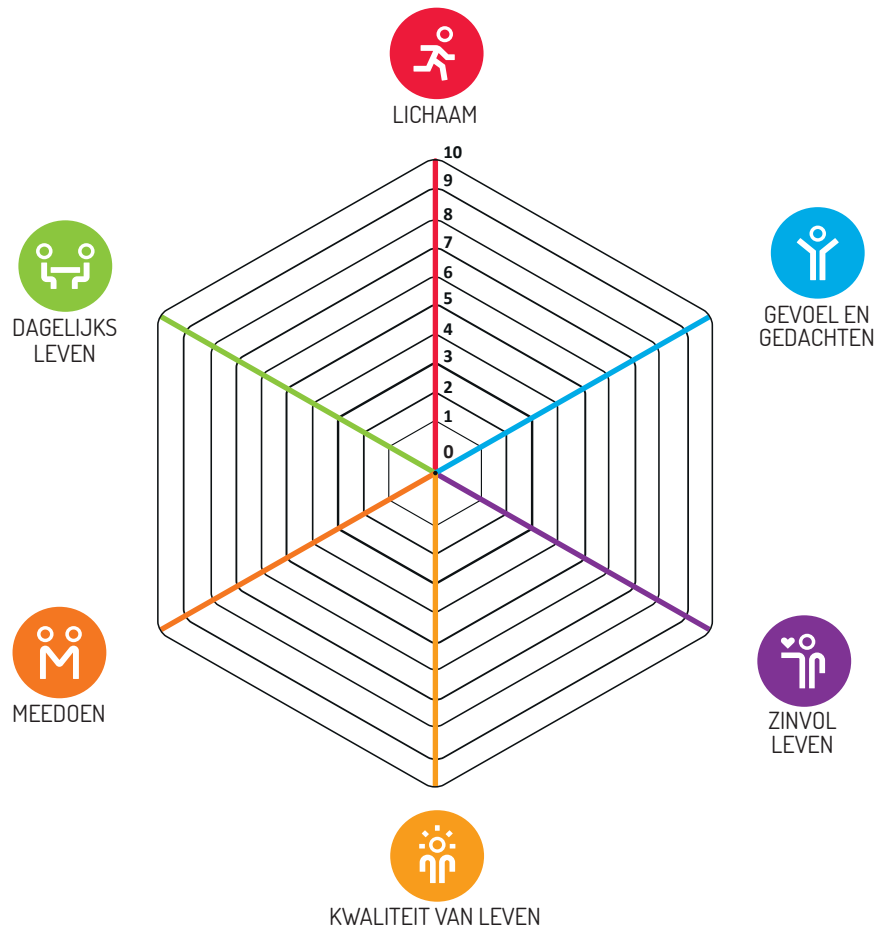 LICHAAM
10
9
8
7
6
5
4
3
2
1
0
DAGELIJKS
LEVEN
GEVOEL EN
GEDACHTEN
MEEDOEN
ZINVOL
LEVEN
KWALITEIT VAN LEVEN